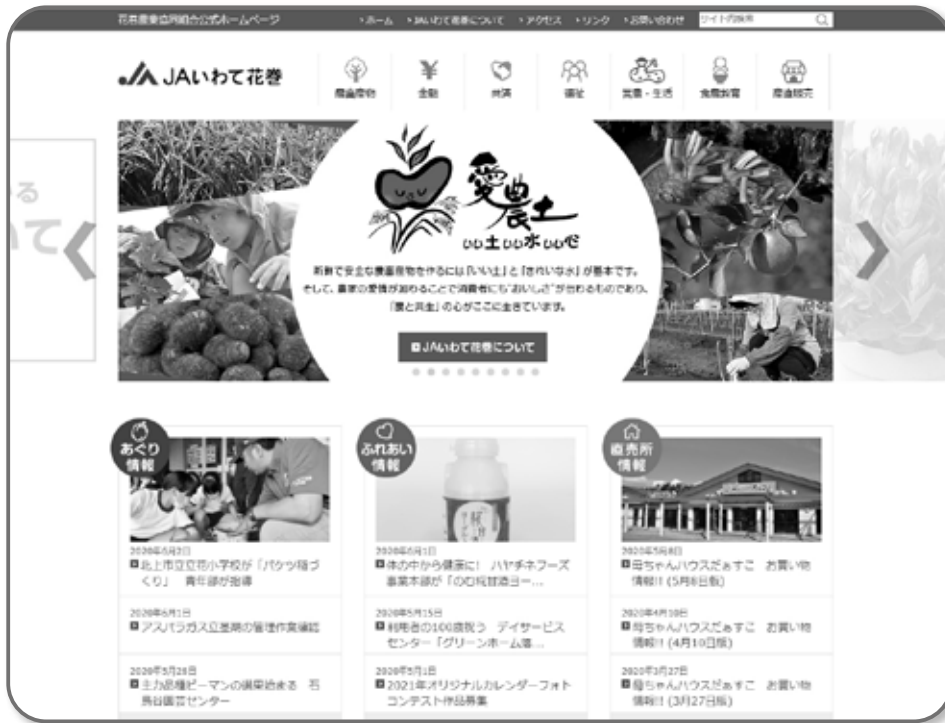 花巻農業協同組合公式ホームページ
ホーム JAいわて花巻について アクセス リンク お問い合わせ サイト内検索
JAいわて花巻
農畜産物 金融 共済 福祉 営農・生活 食農教育 産直販売
愛農土
いい土いい水いい心
新鮮で安全な農畜産物を作るには『いい土』と『きれいな水』が基本です。
そして、農家の愛情が加わることで消費者にも"おいしさ"が伝わるものであり、
「農と共生」の心がここに生きています。
JAいわて花巻について
あぐり
情報
2020年6月2日
北上市立立花小学校が「バケツ稲づ
くり」 青年部が指導
2020年6月1日
アスパラガス立茎期の管理作業確認
2020年5月28日
主力品種ピーマンの選果始まる 石
鳥谷園芸センター
ふれあい
情報
2020年6月1日
体の中から健康に! ハヤチネフーズ
事業本部が「のむ糀甘酒ヨー...
2020年5月15日
利用者の100歳祝う デイサービス
センター「グリーンホーム落...
2020年5月1日
2021年オリジナルカレンダーフォト
コンテスト作品募集
直売所
情報
2020年5月8日
母ちゃんハウスだぁすこ お買い物
情報!! (5月8日版)
2020年4月10日
母ちゃんハウスだぁすこ お買い物
情報!! (4月10日版)
2020年3月27日
母ちゃんハウスだぁすこ お買い物
情報!! (3月27日版)